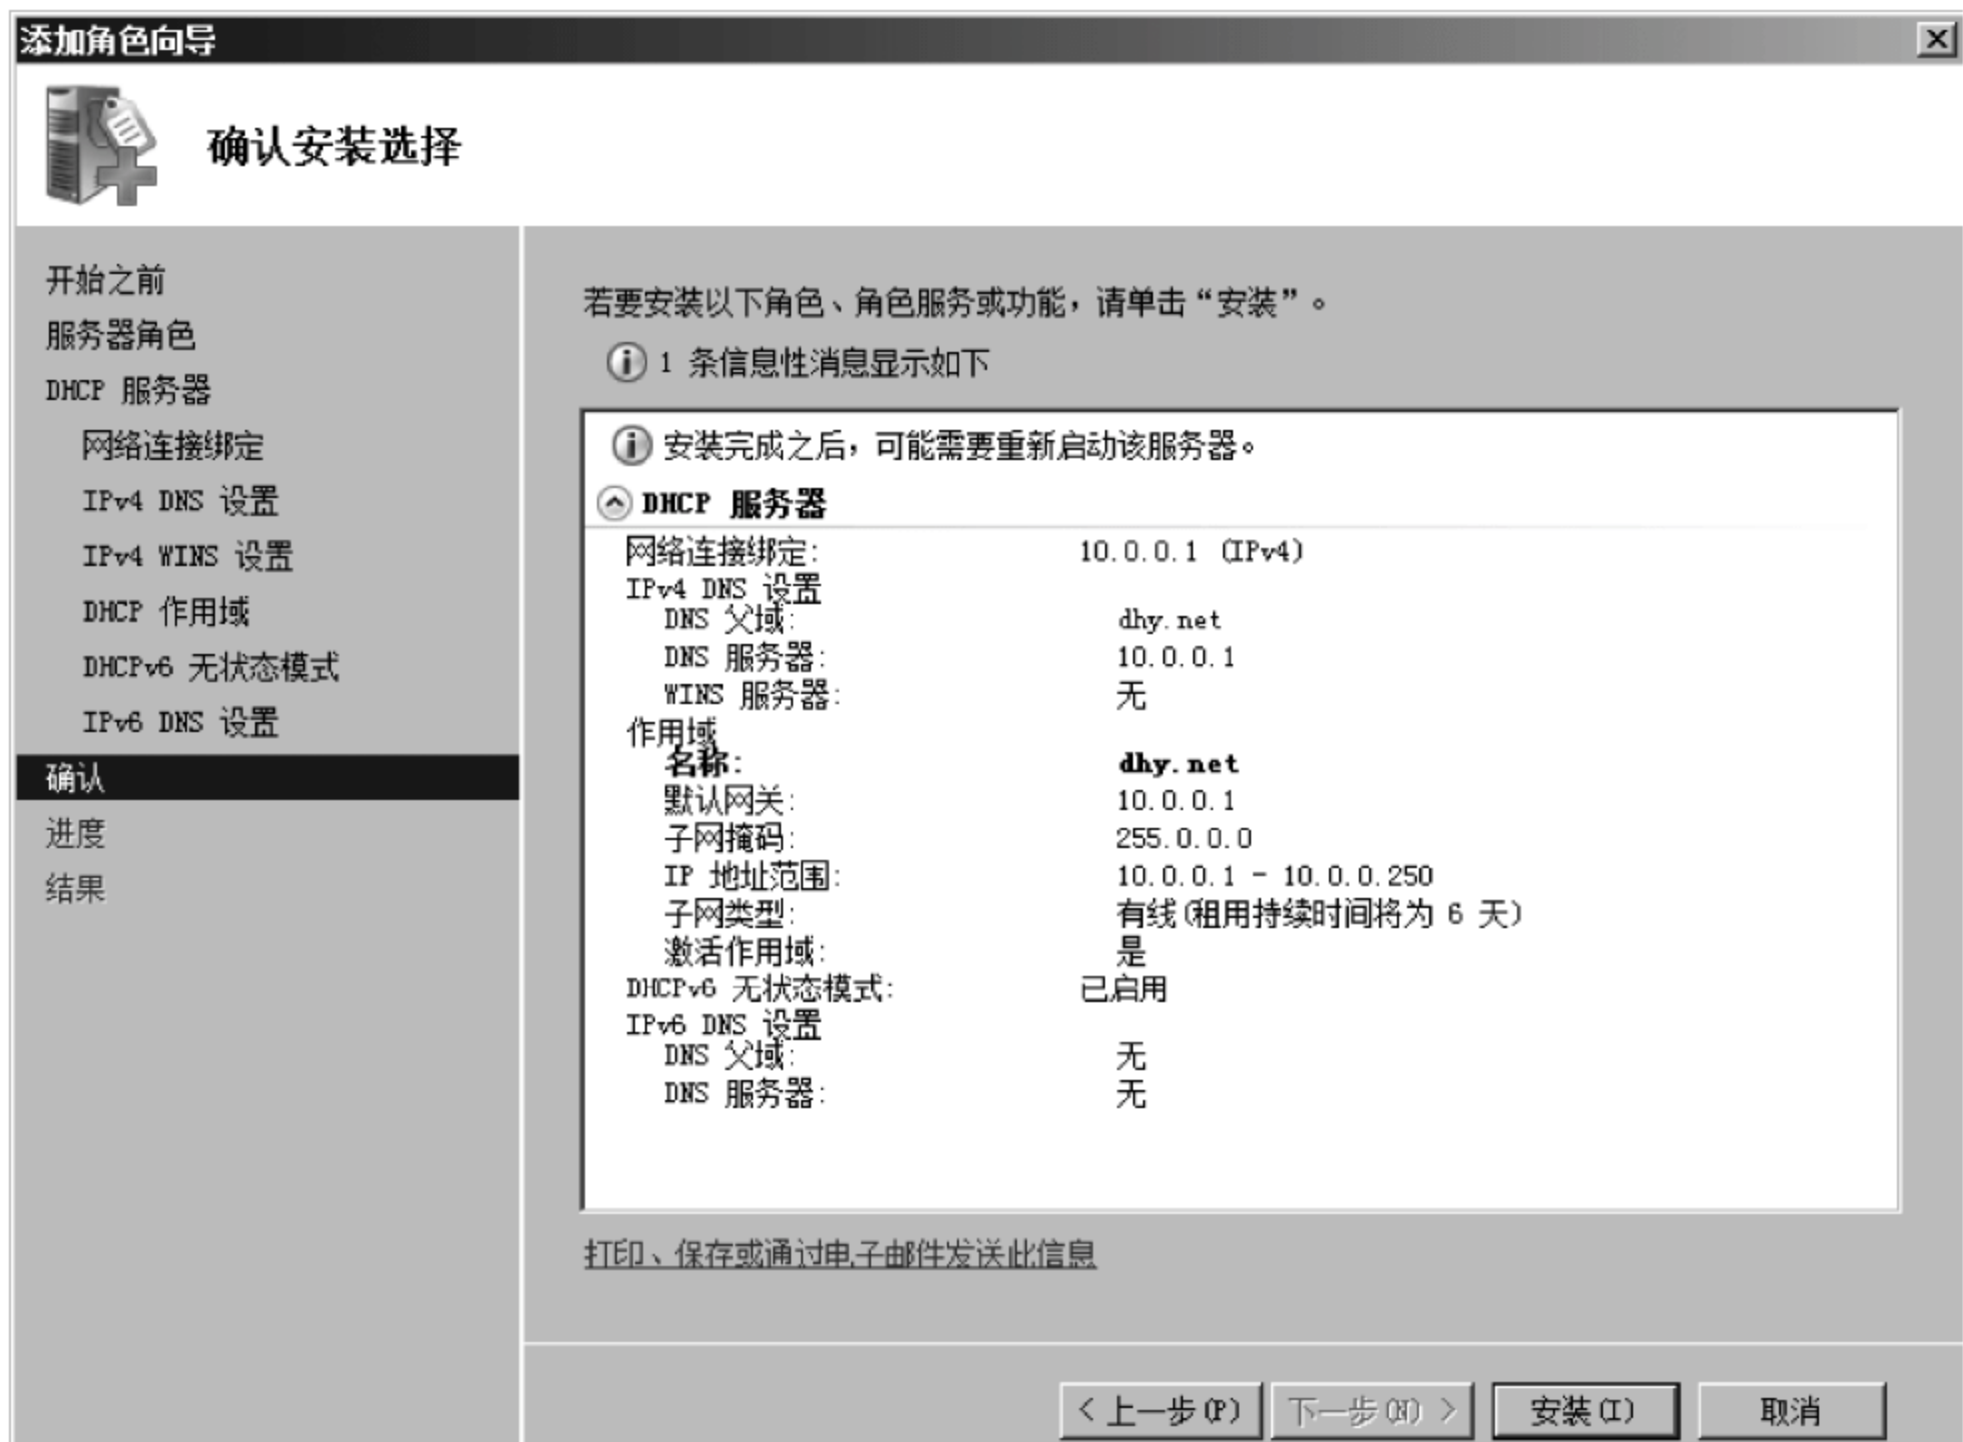 添加角色向导
确认安装选择
开始之前
服务器角色
DHCP 服务器
网络连接绑定
IPv4 DNS 设置
IPv4 WINS 设置
DHCP 作用域
DHCPv6 无状态模式
IPv6 DNS 设置
确认
进度
结果
若要安装以下角色、角色服务或功能，请单击“安装”。
1 条信息性消息显示如下
安装完成之后，可能需要重新启动该服务器。
DHCP 服务器
网络连接绑定: 10.0.0.1 (IPv4)
IPv4 DNS 设置
DNS 父域: dhy.net
DNS 服务器: 10.0.0.1
WINS 服务器: 无
作用域
名称: dhy.net
默认网关: 10.0.0.1
子网掩码: 255.0.0.0
IP 地址范围: 10.0.0.1 - 10.0.0.250
子网类型: 有线(租用持续时间将为 6 天)
激活作用域: 是
DHCPv6 无状态模式: 已启用
IPv6 DNS 设置
DNS 父域: 无
DNS 服务器: 无
打印、保存或通过电子邮件发送此信息
< 上一步(P) 下一步(N) > 安装(I) 取消